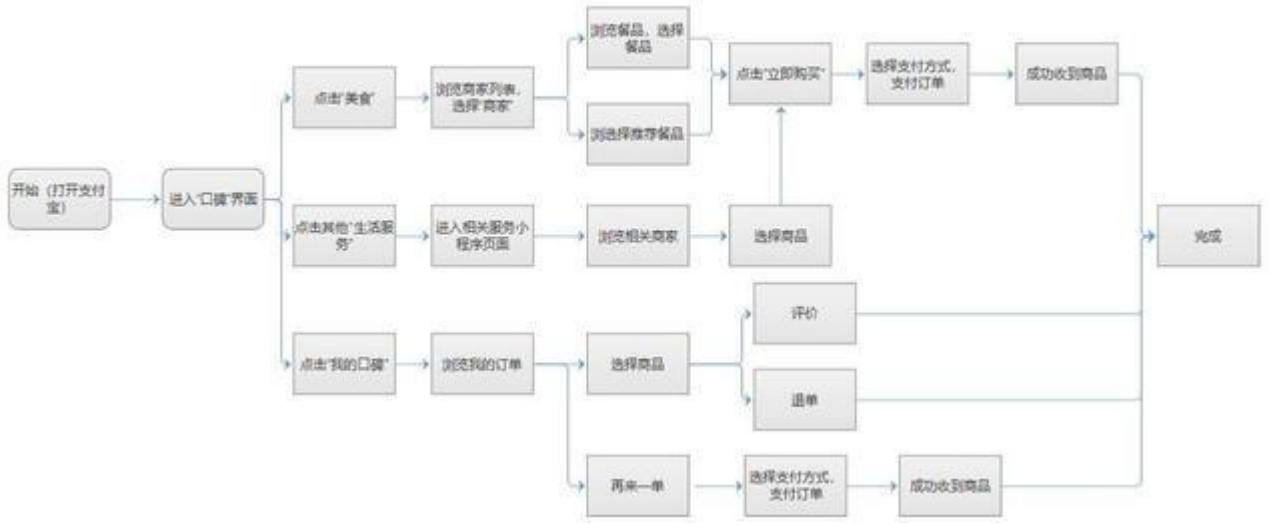 浏览餐品，选择
餐品
点击"立即购买"
选择支付方式，
支付订单
成功收到商品
点击"美食"
浏览商家列表，
选择"商家"
浏选择推荐餐品
开始（打开支付
宝）
进入"口碑"界面
点击其他"生活服
务"
进入相关服务小
程序页面
浏览相关商家
选择商品
完成
评价
点击"我的口碑"
浏览我的订单
选择商品
退单
再来一单
选择支付方式，
支付订单
成功收到商品